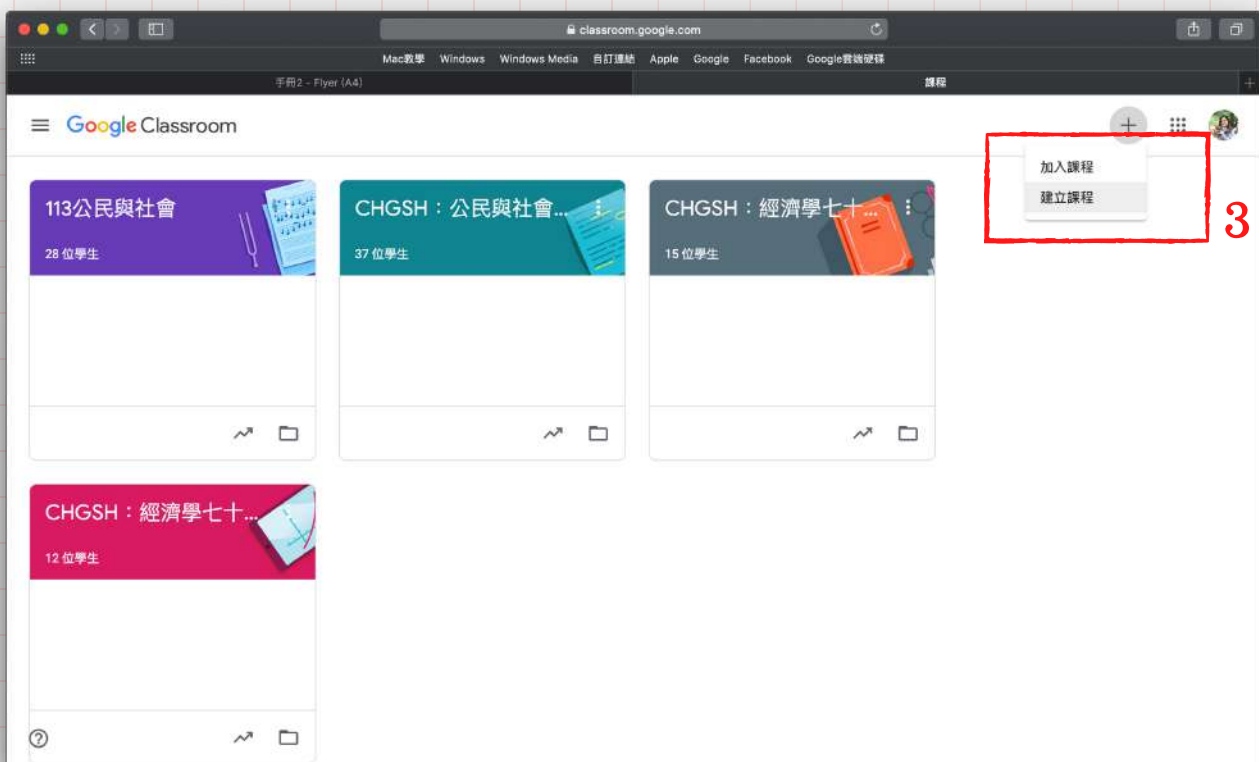 classroom.google.com
Mac教學 Windows Windows Media 自訂連結 Apple Google Facebook Google雲端硬碟
手冊2 - Flyer (A4)
課程
Google Classroom
加入課程
建立課程
3
113公民與社會
28 位學生
CHGSH：公民與社會...
37 位學生
CHGSH：經濟學七十...
15 位學生
CHGSH：經濟學七十...
12 位學生